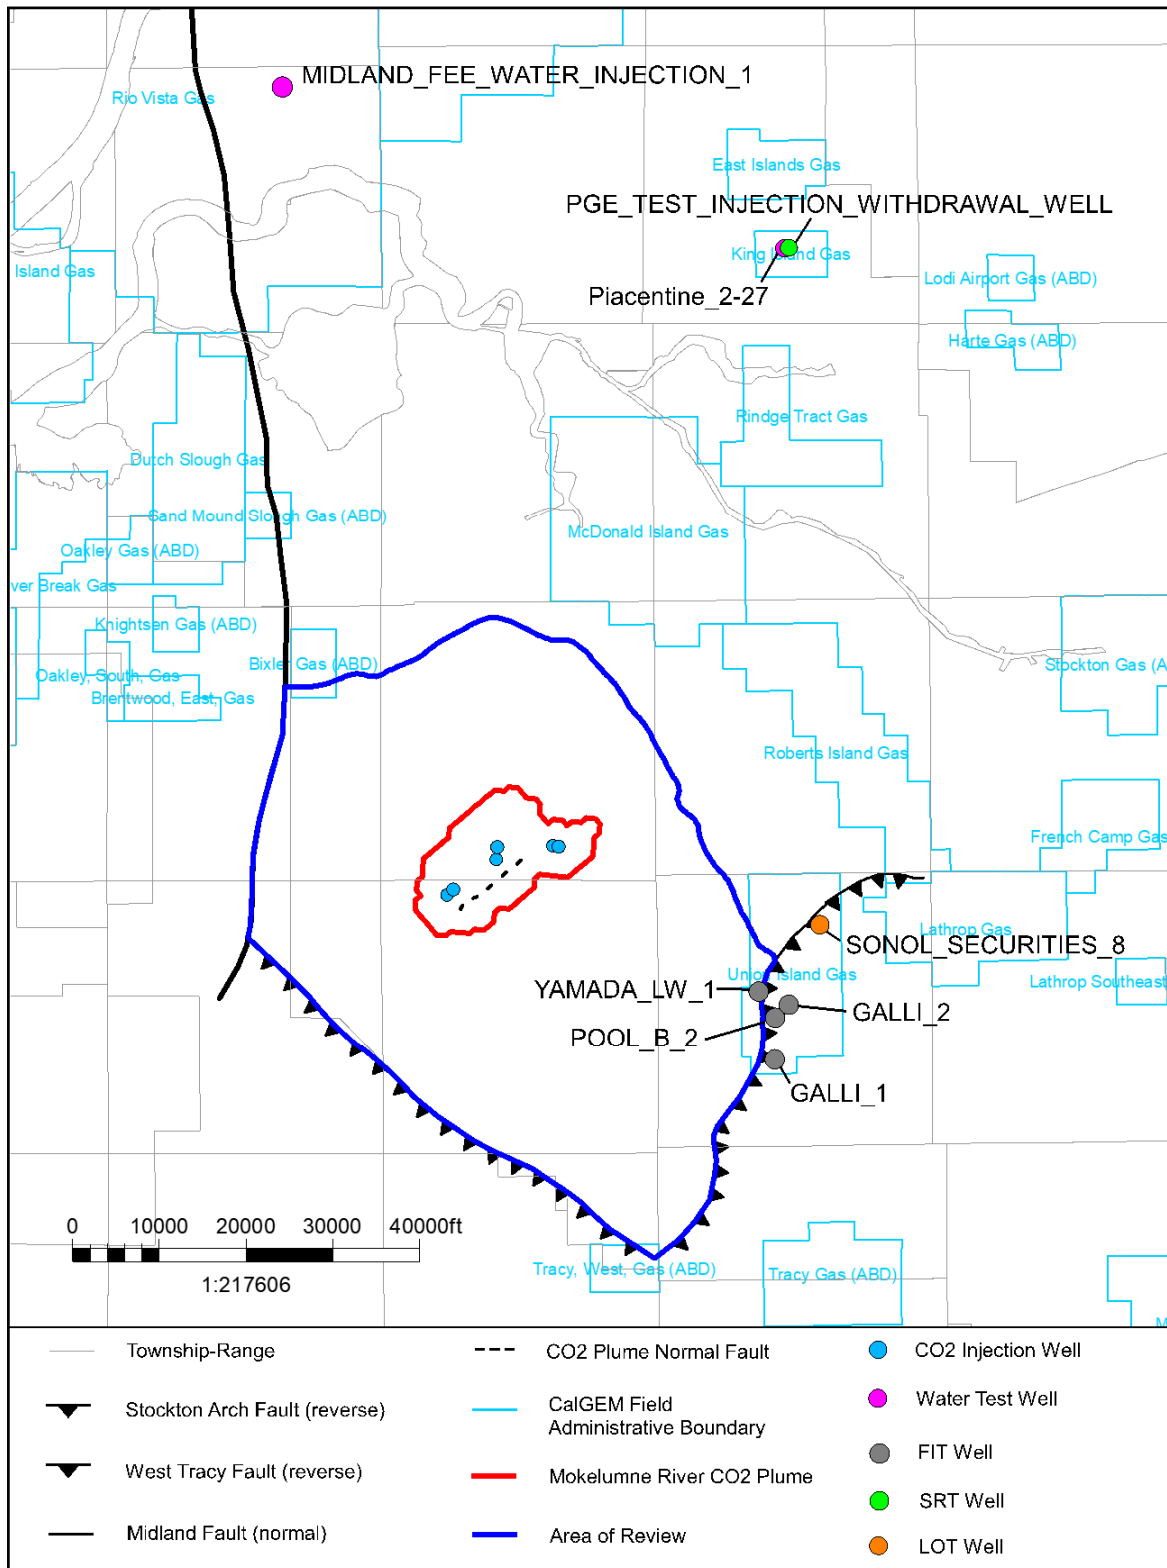 MIDLAND_FEE_WATER_INJECTION_1
Rio Vista Gas
East Islands Gas
PGE_TEST_INJECTION_WITHDRAWAL_WELL
King Island Gas
Island Gas
Lodi Airport Gas (ABD)
Piacentine_2-27
Harte Gas (ABD)
Rindge Tract Gas
Dutch Slough Gas
Sand Mound Slough Gas (ABD)
McDonald Island Gas
Oakley Gas (ABD)
ver Break Gas
Knightsen Gas (ABD)
Bixler Gas (ABD)
Oakley, South, Gas
Stockton Gas (A
Brentwood, East, Gas
Roberts Island Gas
French Camp Gas
Lathrop Gas
SONOL_SECURITIES_8
Union Island Gas
Lathrop Southeast
YAMADA_LW_1
GALLI_2
POOL_B_2
GALLI_1
0 10000 20000 30000 40000ft
1:217606
Tracy, West, Gas (ABD)
Tracy Gas (ABD)
M
Township-Range
CO2 Plume Normal Fault
CO2 Injection Well
Stockton Arch Fault (reverse)
CalGEM Field
Administrative Boundary
Water Test Well
West Tracy Fault (reverse)
Mokelumne River CO2 Plume
FIT Well
SRT Well
Midland Fault (normal)
Area of Review
LOT Well